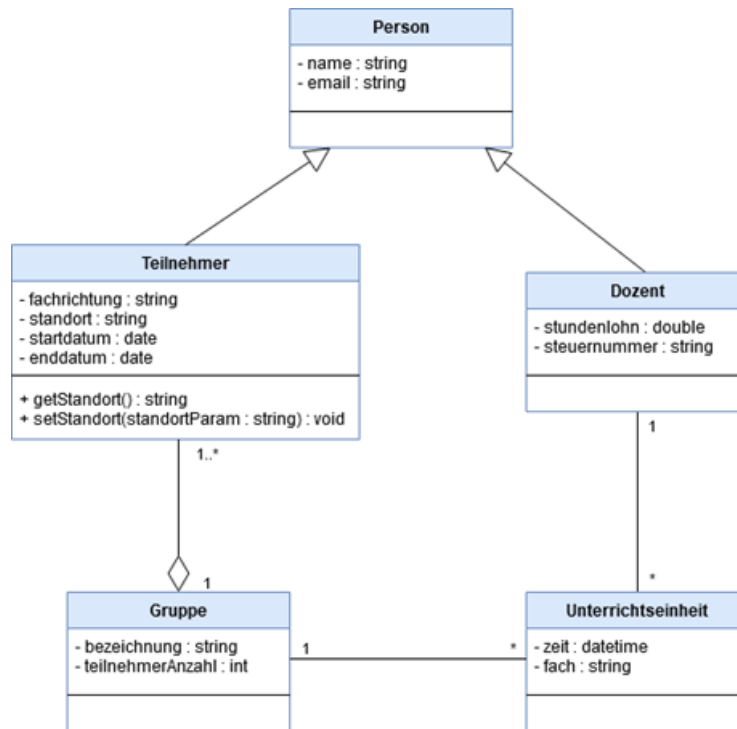 Person
- name : string
- email : string
Teilnehmer
- fachrichtung : string
- standort : string
- startdatum : date
- enddatum : date
+ getStandort() : string
+ setStandort(standortParam : string) : void
Dozent
- stundenlohn : double
- steuernummer : string
1..*
1
1
*
Gruppe
- bezeichnung : string
- teilnehmerAnzahl : int
1
*
Unterrichtseinheit
- zeit : datetime
- fach : string